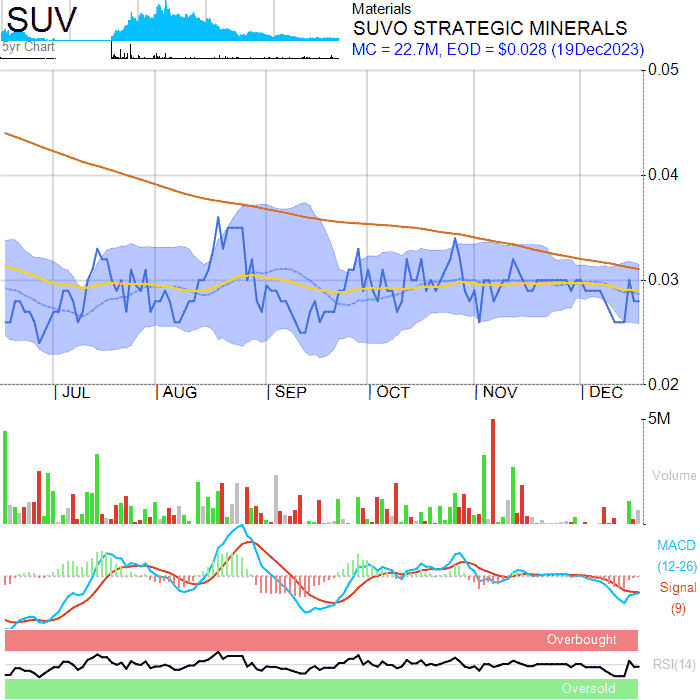 SUV
5yr Chart
Materials
SUVO STRATEGIC MINERALS
MC = 22.7M, EOD = $0.028 (19Dec2023)
0.05
0.04
0.03
0.02
JUL AUG SEP OCT NOV DEC
5M
Volume
MACD
(12-26)
Signal
(9)
Overbought
RSI(14)
Oversold